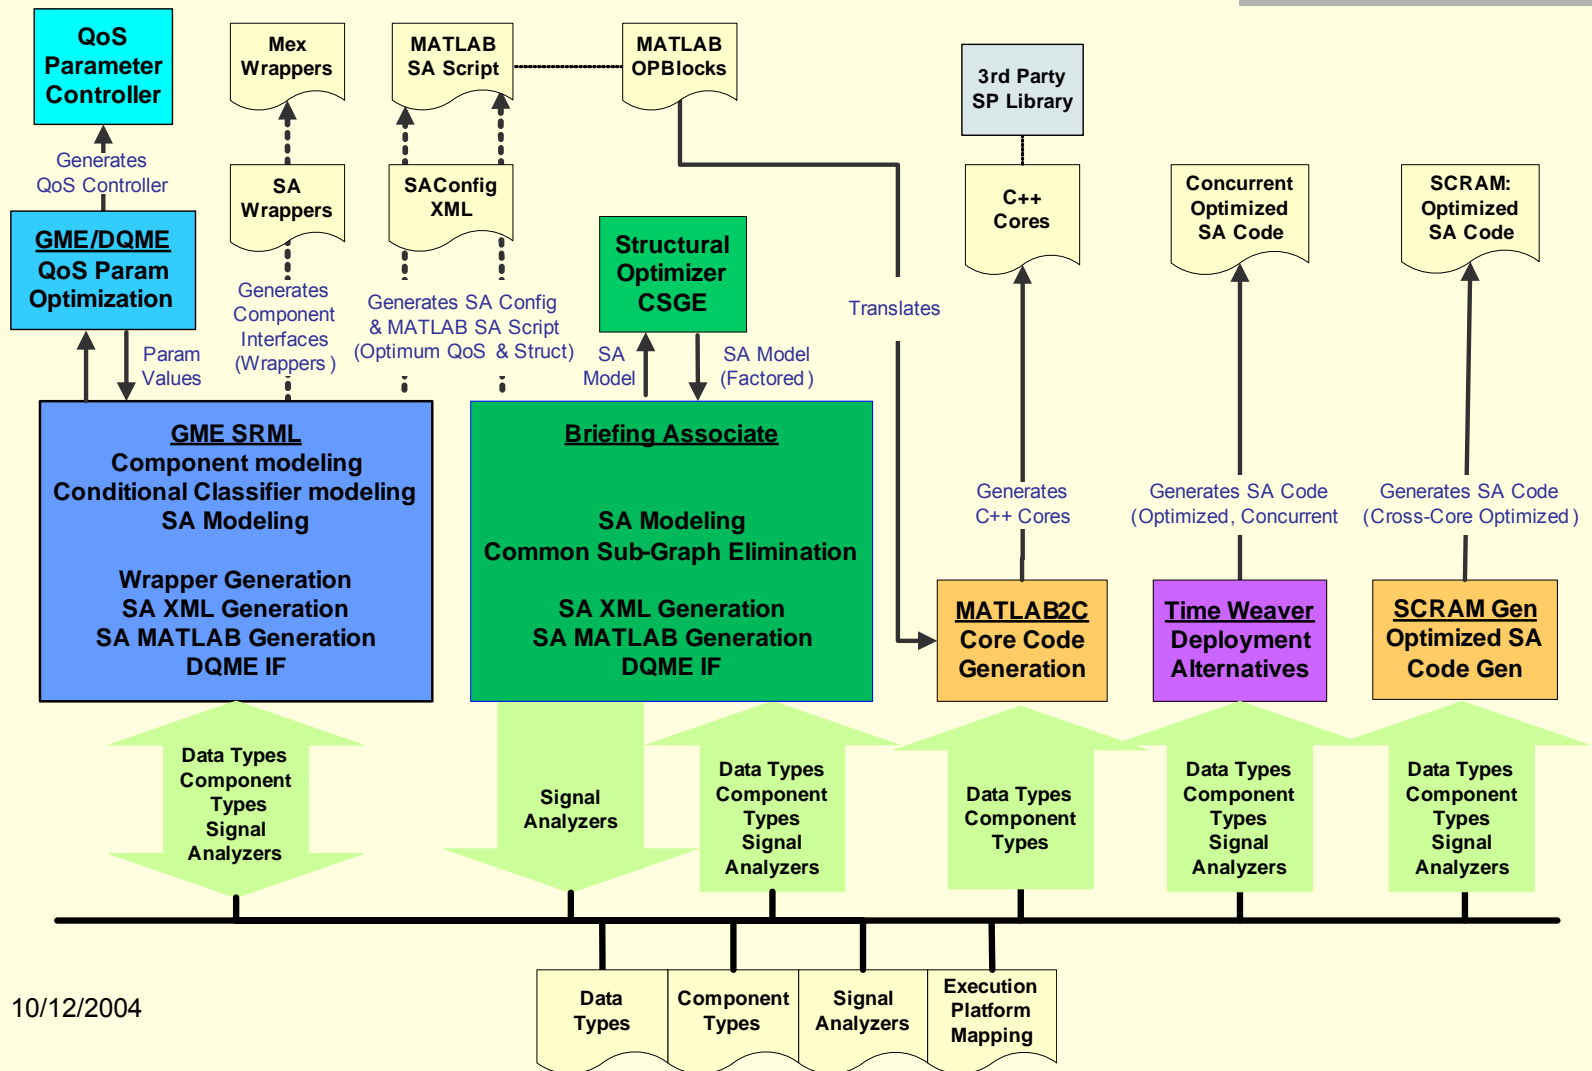 QoS
Parameter
Controller
Mex
Wrappers
MATLAB
SA Script
MATLAB
OPBlocks
3rd Party
SP Library
Generates
QoS Controller
SA
Wrappers
SAConfig
XML
C++
Cores
Concurrent
Optimized
SA Code
SCRAM:
Optimized
SA Code
GME/DQME
QoS Param
Optimization
Structural
Optimizer
CSGE
Generates
Component
Interfaces
(Wrappers)
Generates SA Config
& MATLAB SA Script
(Optimum QoS & Struct)
Translates
Param
Values
SA
Model
SA Model
(Factored)
GME SRML
Component modeling
Conditional Classifier modeling
SA Modeling
Wrapper Generation
SA XML Generation
SA MATLAB Generation
DQME IF
Briefing Associate
SA Modeling
Common Sub-Graph Elimination
SA XML Generation
SA MATLAB Generation
DQME IF
Generates
C++ Cores
Generates SA Code
(Optimized, Concurrent
Generates SA Code
(Cross-Core Optimized)
MATLAB2C
Core Code
Generation
Time Weaver
Deployment
Alternatives
SCRAM Gen
Optimized SA
Code Gen
Data Types
Component
Types
Signal
Analyzers
Signal
Analyzers
Data Types
Component
Types
Signal
Analyzers
Data Types
Component
Types
Data Types
Component
Types
Signal
Analyzers
Data Types
Component
Types
Signal
Analyzers
10/12/2004
Data
Types
Component
Types
Signal
Analyzers
Execution
Platform
Mapping